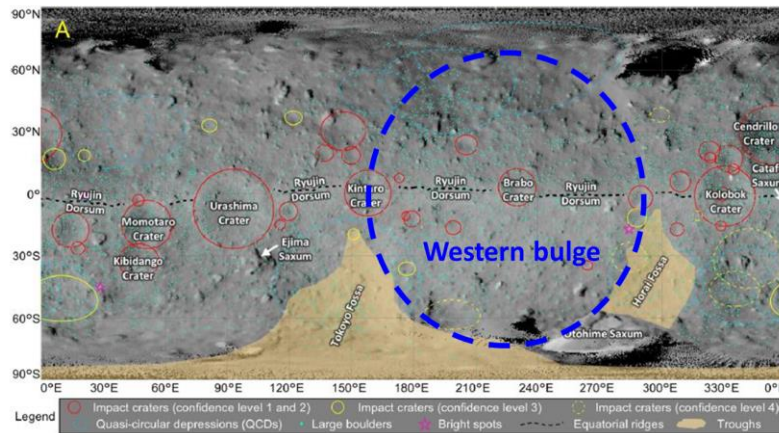 A
90°N
60°N
30°N
0°
30°S
60°S
90°S
Cendrillon
Crater
Catafo
Saxum
Ryujin
Dorsum
Momotaro
Crater
Kibidango
Crater
Urashima
Crater
Ejima
Saxum
Ryujin
Dorsum
Kintaro
Crater
Ryujin
Dorsum
Brabo
Crater
Ryujin
Dorsum
Kolobok
Crater
Western bulge
Tokoyo Fossa
Horai Fossa
Otohime Saxum
0°E 30°E 60°E 90°E 120°E 150°E 180°E 210°E 240°E 270°E 300°E 330°E 0°E
Legend
Impact craters (confidence level 1 and 2) Impact craters (confidence level 3) Impact craters (confidence level 4)
Quasi-circular depressions (QCDs) Large boulders Bright spots Equatorial ridges Troughs